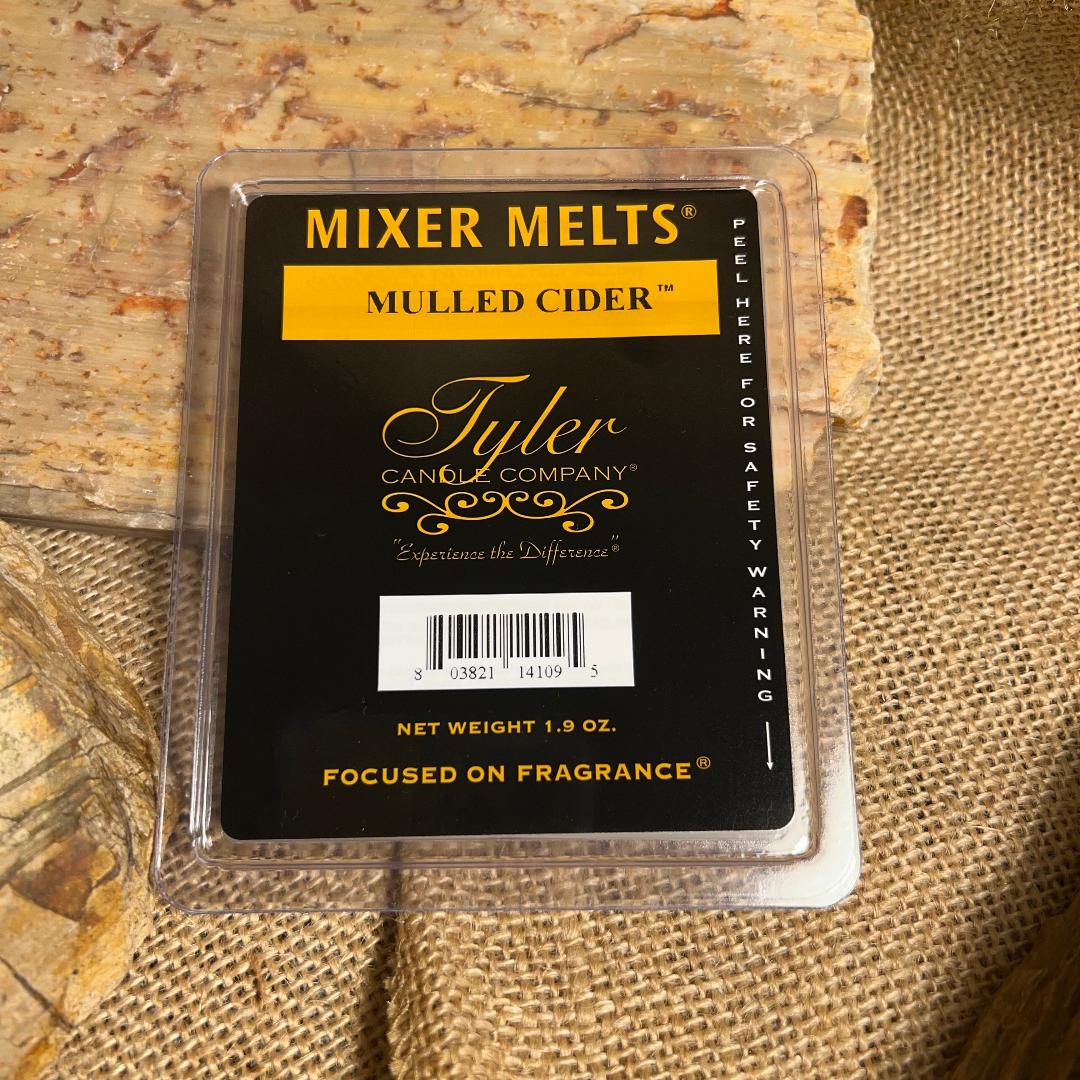 MIXER MELTS®
MULLED CIDER™
Tyler
CANDLE COMPANY®
"Experience the Difference"®
8 03821 14109 5
NET WEIGHT 1.9 OZ.
FOCUSED ON FRAGRANCE®
PEEL HERE FOR SAFETY WARNING